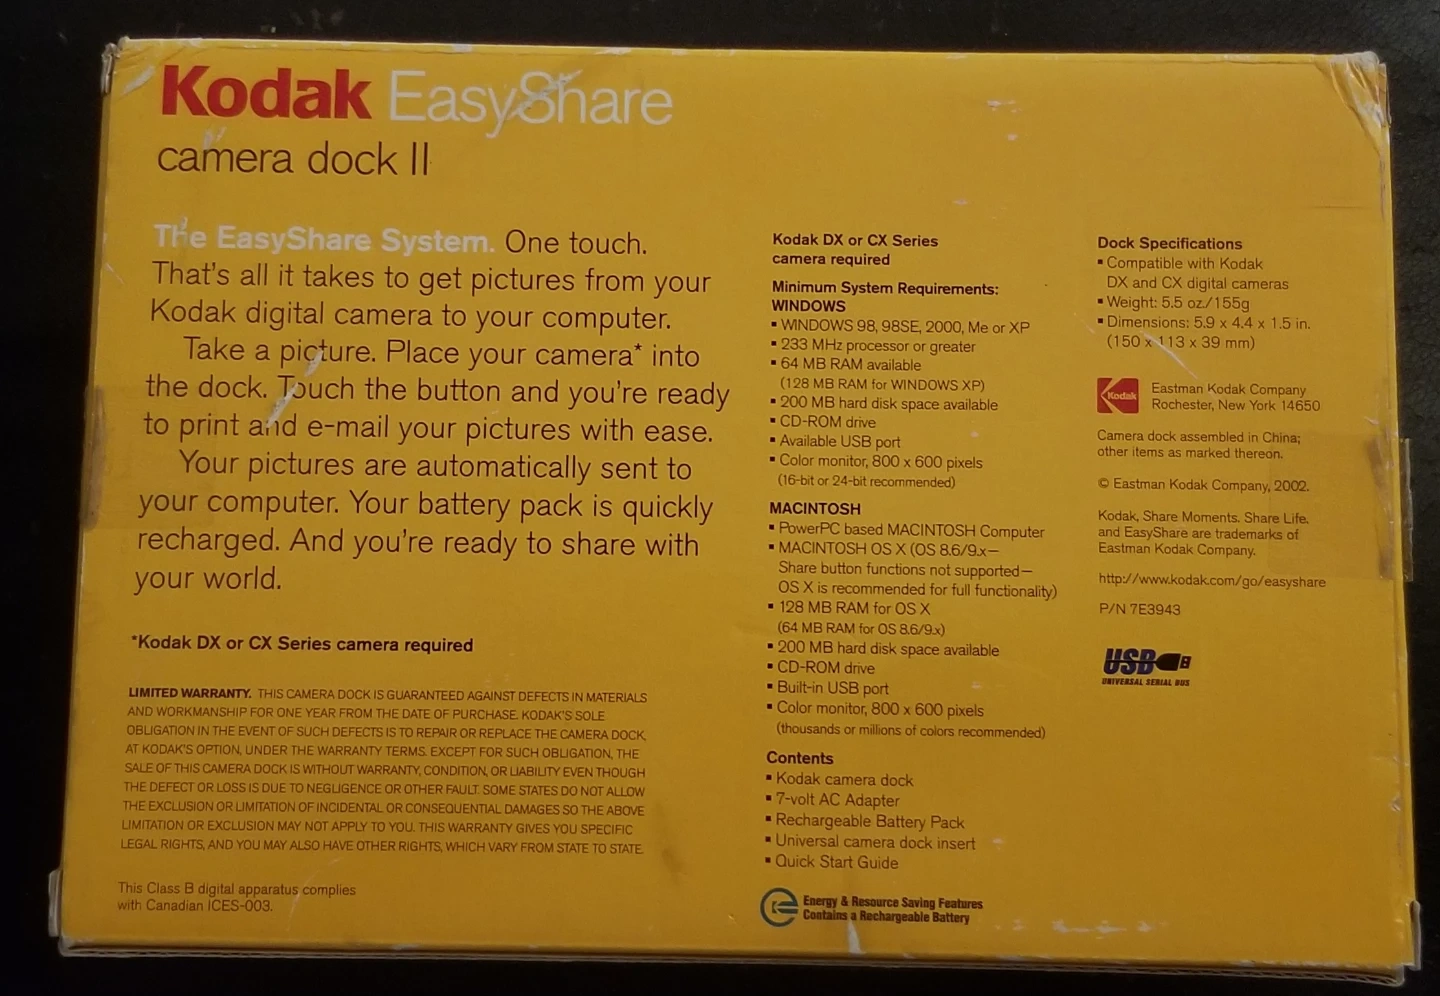 Kodak EasyShare
camera dock II
The EasyShare System. One touch.
That's all it takes to get pictures from your
Kodak digital camera to your computer.
Take a picture. Place your camera* into
the dock. Touch the button and you're ready
to print and e-mail your pictures with ease.
Your pictures are automatically sent to
your computer. Your battery pack is quickly
recharged. And you're ready to share with
your world.
*Kodak DX or CX Series camera required
LIMITED WARRANTY. THIS CAMERA DOCK IS GUARANTEED AGAINST DEFECTS IN MATERIALS
AND WORKMANSHIP FOR ONE YEAR FROM THE DATE OF PURCHASE. KODAK'S SOLE
OBLIGATION IN THE EVENT OF SUCH DEFECTS IS TO REPAIR OR REPLACE THE CAMERA DOCK,
AT KODAK'S OPTION, UNDER THE WARRANTY TERMS. EXCEPT FOR SUCH OBLIGATION, THE
SALE OF THIS CAMERA DOCK IS WITHOUT WARRANTY, CONDITION, OR LIABILITY EVEN THOUGH
THE DEFECT OR LOSS IS DUE TO NEGLIGENCE OR OTHER FAULT. SOME STATES DO NOT ALLOW
THE EXCLUSION OR LIMITATION OF INCIDENTAL OR CONSEQUENTIAL DAMAGES SO THE ABOVE
LIMITATION OR EXCLUSION MAY NOT APPLY TO YOU. THIS WARRANTY GIVES YOU SPECIFIC
LEGAL RIGHTS, AND YOU MAY ALSO HAVE OTHER RIGHTS, WHICH VARY FROM STATE TO STATE.
This Class B digital apparatus complies
with Canadian ICES-003.
Kodak DX or CX Series
camera required
Minimum System Requirements:
WINDOWS
▪ WINDOWS 98, 98SE, 2000, Me or XP
▪ 233 MHz processor or greater
▪ 64 MB RAM available
(128 MB RAM for WINDOWS XP)
▪ 200 MB hard disk space available
▪ CD-ROM drive
▪ Available USB port
▪ Color monitor, 800 x 600 pixels
(16-bit or 24-bit recommended)
MACINTOSH
▪ PowerPC based MACINTOSH Computer
▪ MACINTOSH OS X (OS 8.6/9.x—
Share button functions not supported—
OS X is recommended for full functionality)
▪ 128 MB RAM for OS X
(64 MB RAM for OS 8.6/9.x)
▪ 200 MB hard disk space available
▪ CD-ROM drive
▪ Built-in USB port
▪ Color monitor, 800 x 600 pixels
(thousands or millions of colors recommended)
Contents
▪ Kodak camera dock
▪ 7-volt AC Adapter
▪ Rechargeable Battery Pack
▪ Universal camera dock insert
▪ Quick Start Guide
Energy & Resource Saving Features
Contains a Rechargeable Battery
Dock Specifications
▪ Compatible with Kodak
DX and CX digital cameras
▪ Weight: 5.5 oz./155g
▪ Dimensions: 5.9 x 4.4 x 1.5 in.
(150 x 113 x 39 mm)
Kodak
Eastman Kodak Company
Rochester, New York 14650
Camera dock assembled in China;
other items as marked thereon.
© Eastman Kodak Company, 2002.
Kodak, Share Moments. Share Life.
and EasyShare are trademarks of
Eastman Kodak Company.
http://www.kodak.com/go/easyshare
P/N 7E3943
USB
UNIVERSAL SERIAL BUS